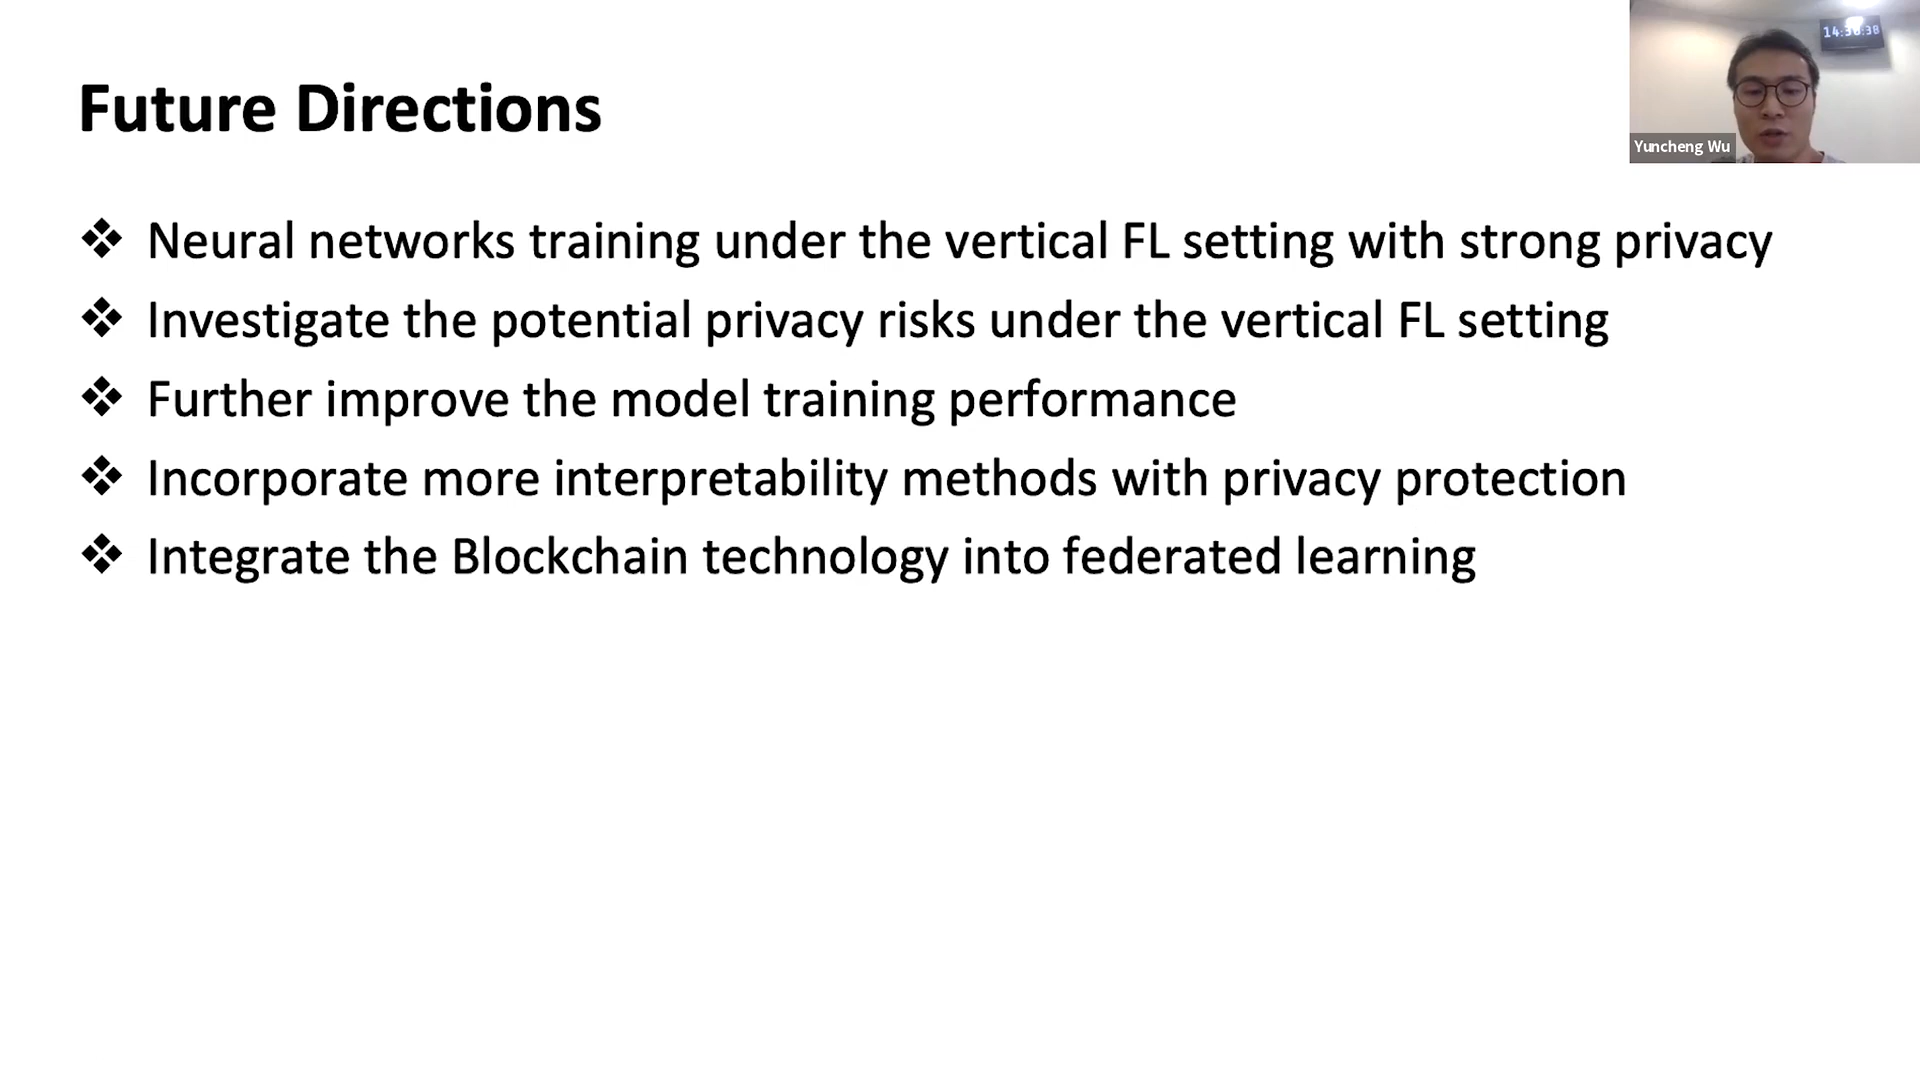 Future Directions
Yuncheng Wu
❖ Neural networks training under the vertical FL setting with strong privacy
❖ Investigate the potential privacy risks under the vertical FL setting
❖ Further improve the model training performance
❖ Incorporate more interpretability methods with privacy protection
❖ Integrate the Blockchain technology into federated learning